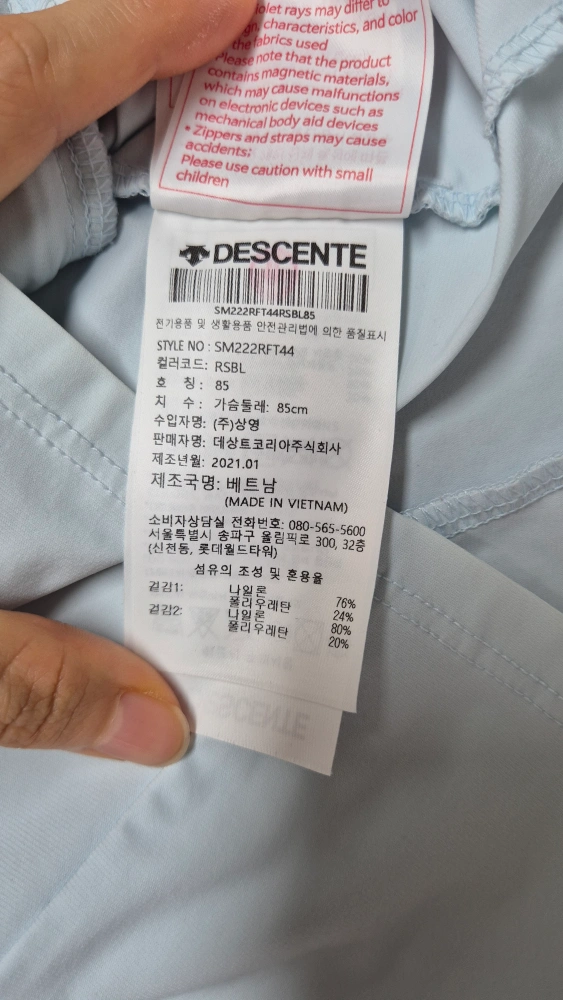 olet rays may differ to
gn, characteristics, and color
the fabrics used
Please note that the product
contains magnetic materials,
which may cause malfunctions
on electronic devices such as
mechanical body aid devices
* Zippers and straps may cause
accidents;
Please use caution with small
children
DESCENTE
SM222RFT44RSBL85
전기용품 및 생활용품 안전관리법에 의한 품질표시
STYLE NO : SM222RFT44
컬러코드: RSBL
호 칭 : 85
치 수 : 가슴둘레: 85cm
수입자명: (주)상영
판매자명: 데상트코리아주식회사
제조년월: 2021.01
제조국명: 베트남
(MADE IN VIETNAM)
소비자상담실 전화번호: 080-565-5600
서울특별시 송파구 올림픽로 300, 32층
(신천동, 롯데월드타워)
섬유의 조성 및 혼용율
겉감1: 나일론 76%
폴리우레탄 24%
겉감2: 나일론 80%
폴리우레탄 20%